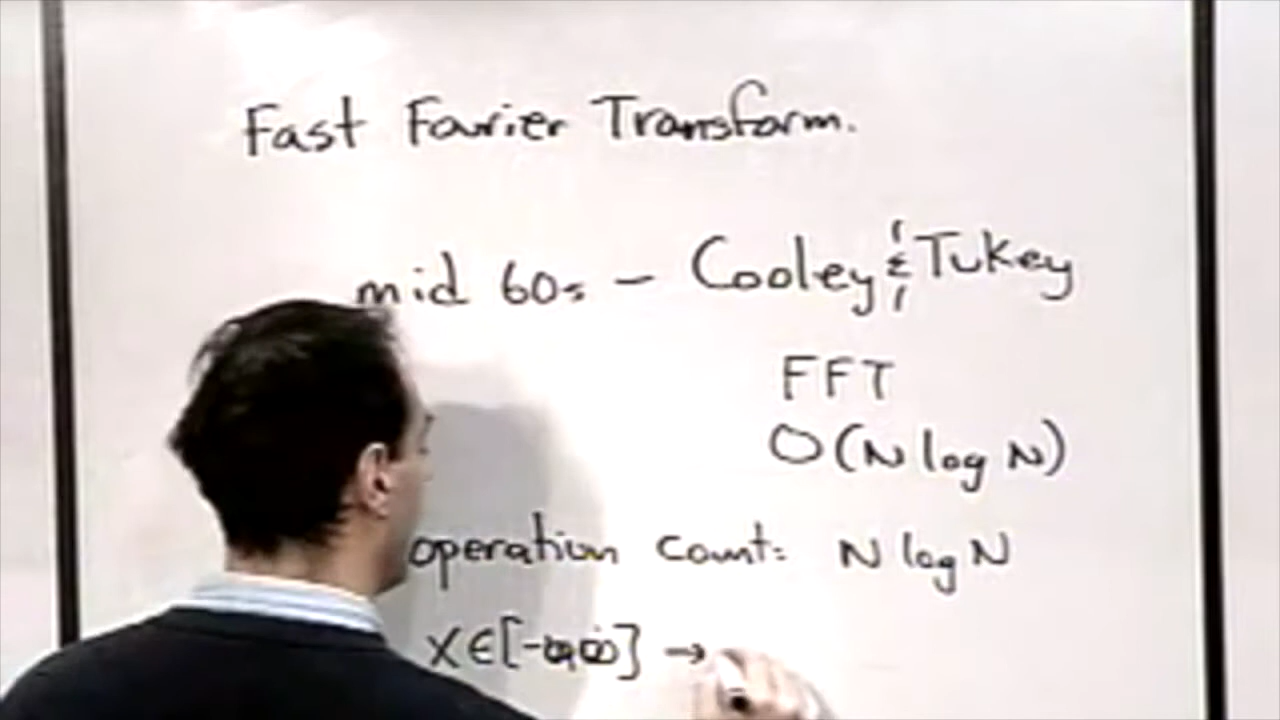 Fast Fourier Transform.
mid 60s - Cooley & Tukey
FFT
O(N log N)
operation count: N log N
x∈[-∞,∞] →